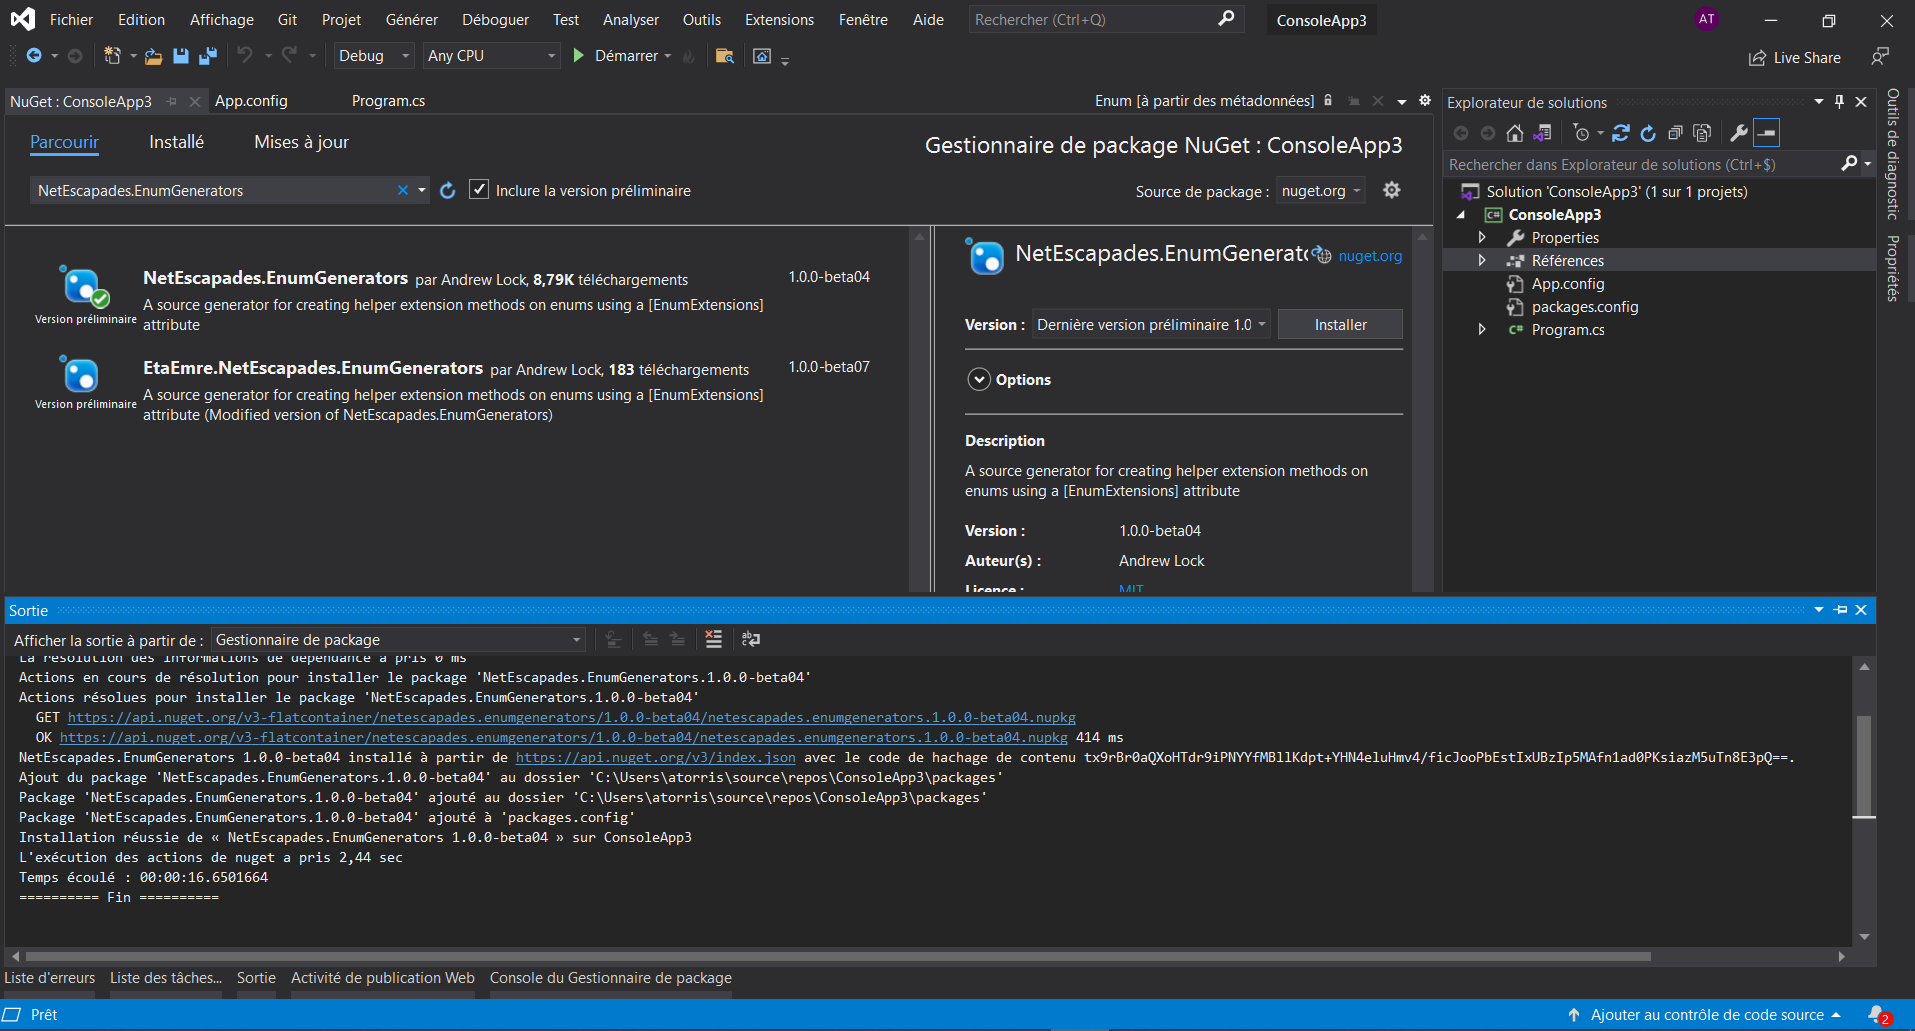 Fichier Edition Affichage Git Projet Générer Déboguer Test Analyser Outils Extensions Fenêtre Aide Rechercher (Ctrl+Q) ConsoleApp3 AT
Debug Any CPU Démarrer Live Share
NuGet : ConsoleApp3 App.config Program.cs Enum [à partir des métadonnées]
Parcourir Installé Mises à jour
Gestionnaire de package NuGet : ConsoleApp3
NetEscapades.EnumGenerators Inclure la version préliminaire Source de package : nuget.org
NetEscapades.EnumGenerators par Andrew Lock, 8,79K téléchargements 1.0.0-beta04
A source generator for creating helper extension methods on enums using a [EnumExtensions]
attribute
Version préliminaire
EtaEmre.NetEscapades.EnumGenerators par Andrew Lock, 183 téléchargements 1.0.0-beta07
A source generator for creating helper extension methods on enums using a [EnumExtensions]
attribute (Modified version of NetEscapades.EnumGenerators)
Version préliminaire
NetEscapades.EnumGenerato nuget.org
Version : Dernière version préliminaire 1.0 Installer
Options
Description
A source generator for creating helper extension methods on
enums using a [EnumExtensions] attribute
Version : 1.0.0-beta04
Auteur(s) : Andrew Lock
Licence : MIT
Explorateur de solutions
Rechercher dans Explorateur de solutions (Ctrl+$)
Solution 'ConsoleApp3' (1 sur 1 projets)
C# ConsoleApp3
Properties
Références
App.config
packages.config
C# Program.cs
Outils de diagnostic
Propriétés
Sortie
Afficher la sortie à partir de : Gestionnaire de package
La résolution des informations de dépendance a pris 0 ms
Actions en cours de résolution pour installer le package 'NetEscapades.EnumGenerators.1.0.0-beta04'
Actions résolues pour installer le package 'NetEscapades.EnumGenerators.1.0.0-beta04'
GET https://api.nuget.org/v3-flatcontainer/netescapades.enumgenerators/1.0.0-beta04/netescapades.enumgenerators.1.0.0-beta04.nupkg
OK https://api.nuget.org/v3-flatcontainer/netescapades.enumgenerators/1.0.0-beta04/netescapades.enumgenerators.1.0.0-beta04.nupkg 414 ms
NetEscapades.EnumGenerators 1.0.0-beta04 installé à partir de https://api.nuget.org/v3/index.json avec le code de hachage de contenu tx9rBr0aQXoHTdr9iPNYYfMBllKdpt+YHN4eluHmv4/ficJooPbEstIxUBzIp5MAfn1ad0PKsiazM5uTn8E3pQ==.
Ajout du package 'NetEscapades.EnumGenerators.1.0.0-beta04' au dossier 'C:\Users\atorris\source\repos\ConsoleApp3\packages'
Package 'NetEscapades.EnumGenerators.1.0.0-beta04' ajouté au dossier 'C:\Users\atorris\source\repos\ConsoleApp3\packages'
Package 'NetEscapades.EnumGenerators.1.0.0-beta04' ajouté à 'packages.config'
Installation réussie de « NetEscapades.EnumGenerators 1.0.0-beta04 » sur ConsoleApp3
L'exécution des actions de nuget a pris 2,44 sec
Temps écoulé : 00:00:16.6501664
========== Fin ==========
Liste d'erreurs Liste des tâches... Sortie Activité de publication Web Console du Gestionnaire de package
Prêt Ajouter au contrôle de code source 2